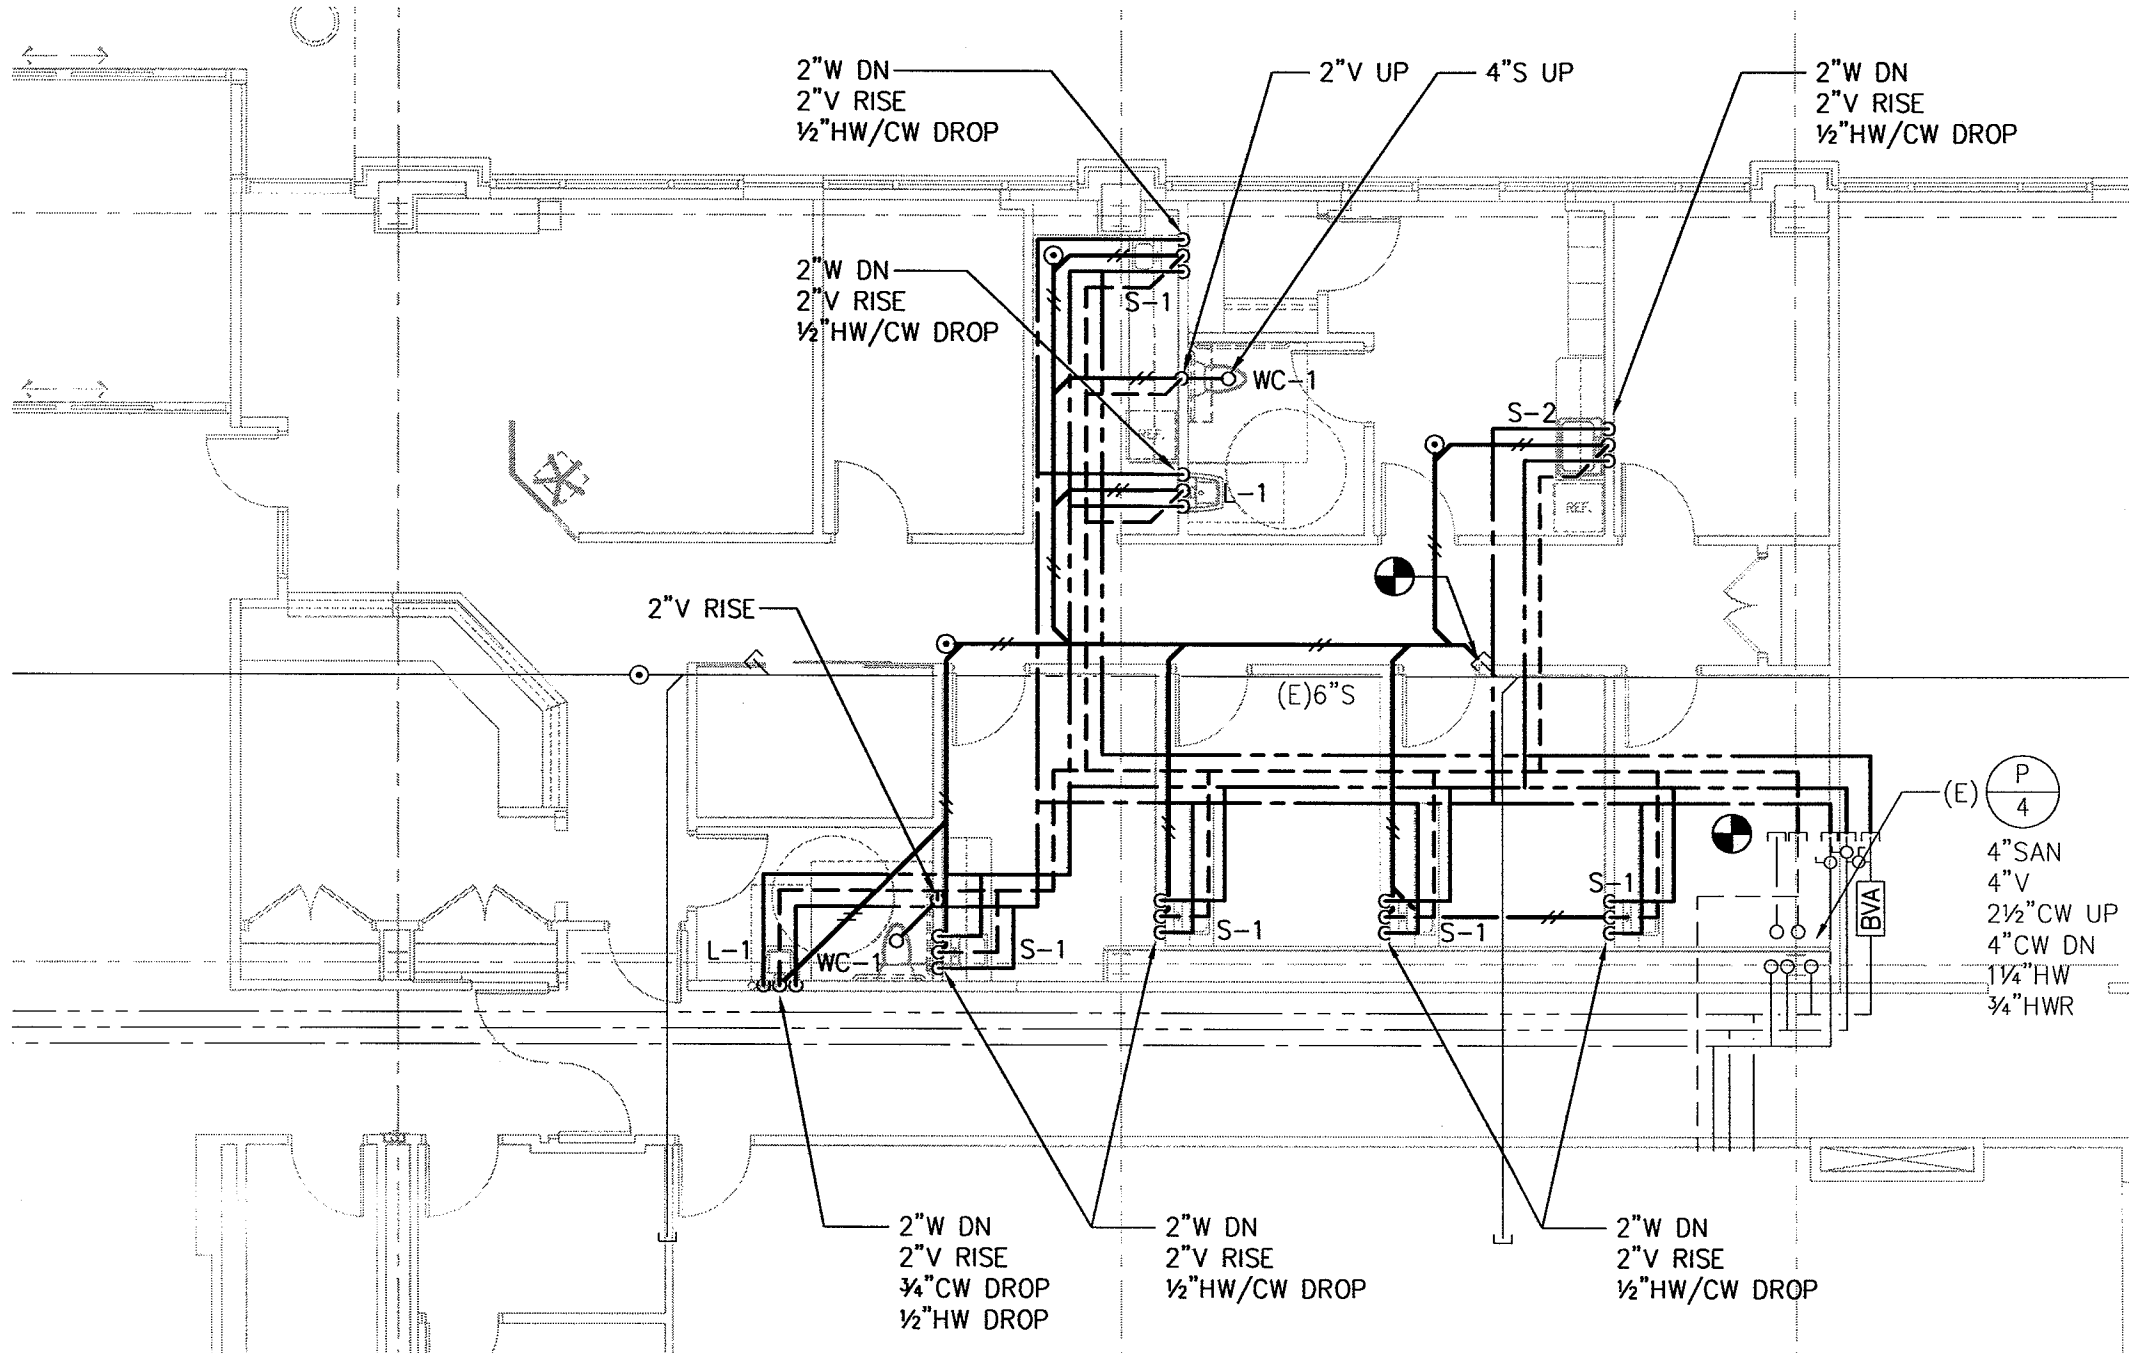 2"W DN
2"V RISE
½"HW/CW DROP
2"V UP
4"S UP
2"W DN
2"V RISE
½"HW/CW DROP
2"W DN
2"V RISE
½"HW/CW DROP
S-1
WC-1
S-2
REF.
L-1
REF.
2"V RISE
(E)6"S
(E)
P
4
4"SAN
4"V
2½"CW UP
4"CW DN
1¼"HW
¾"HWR
BVA
L-1
WC-1
S-1
S-1
S-1
S-1
2"W DN
2"V RISE
¾"CW DROP
½"HW DROP
2"W DN
2"V RISE
½"HW/CW DROP
2"W DN
2"V RISE
½"HW/CW DROP